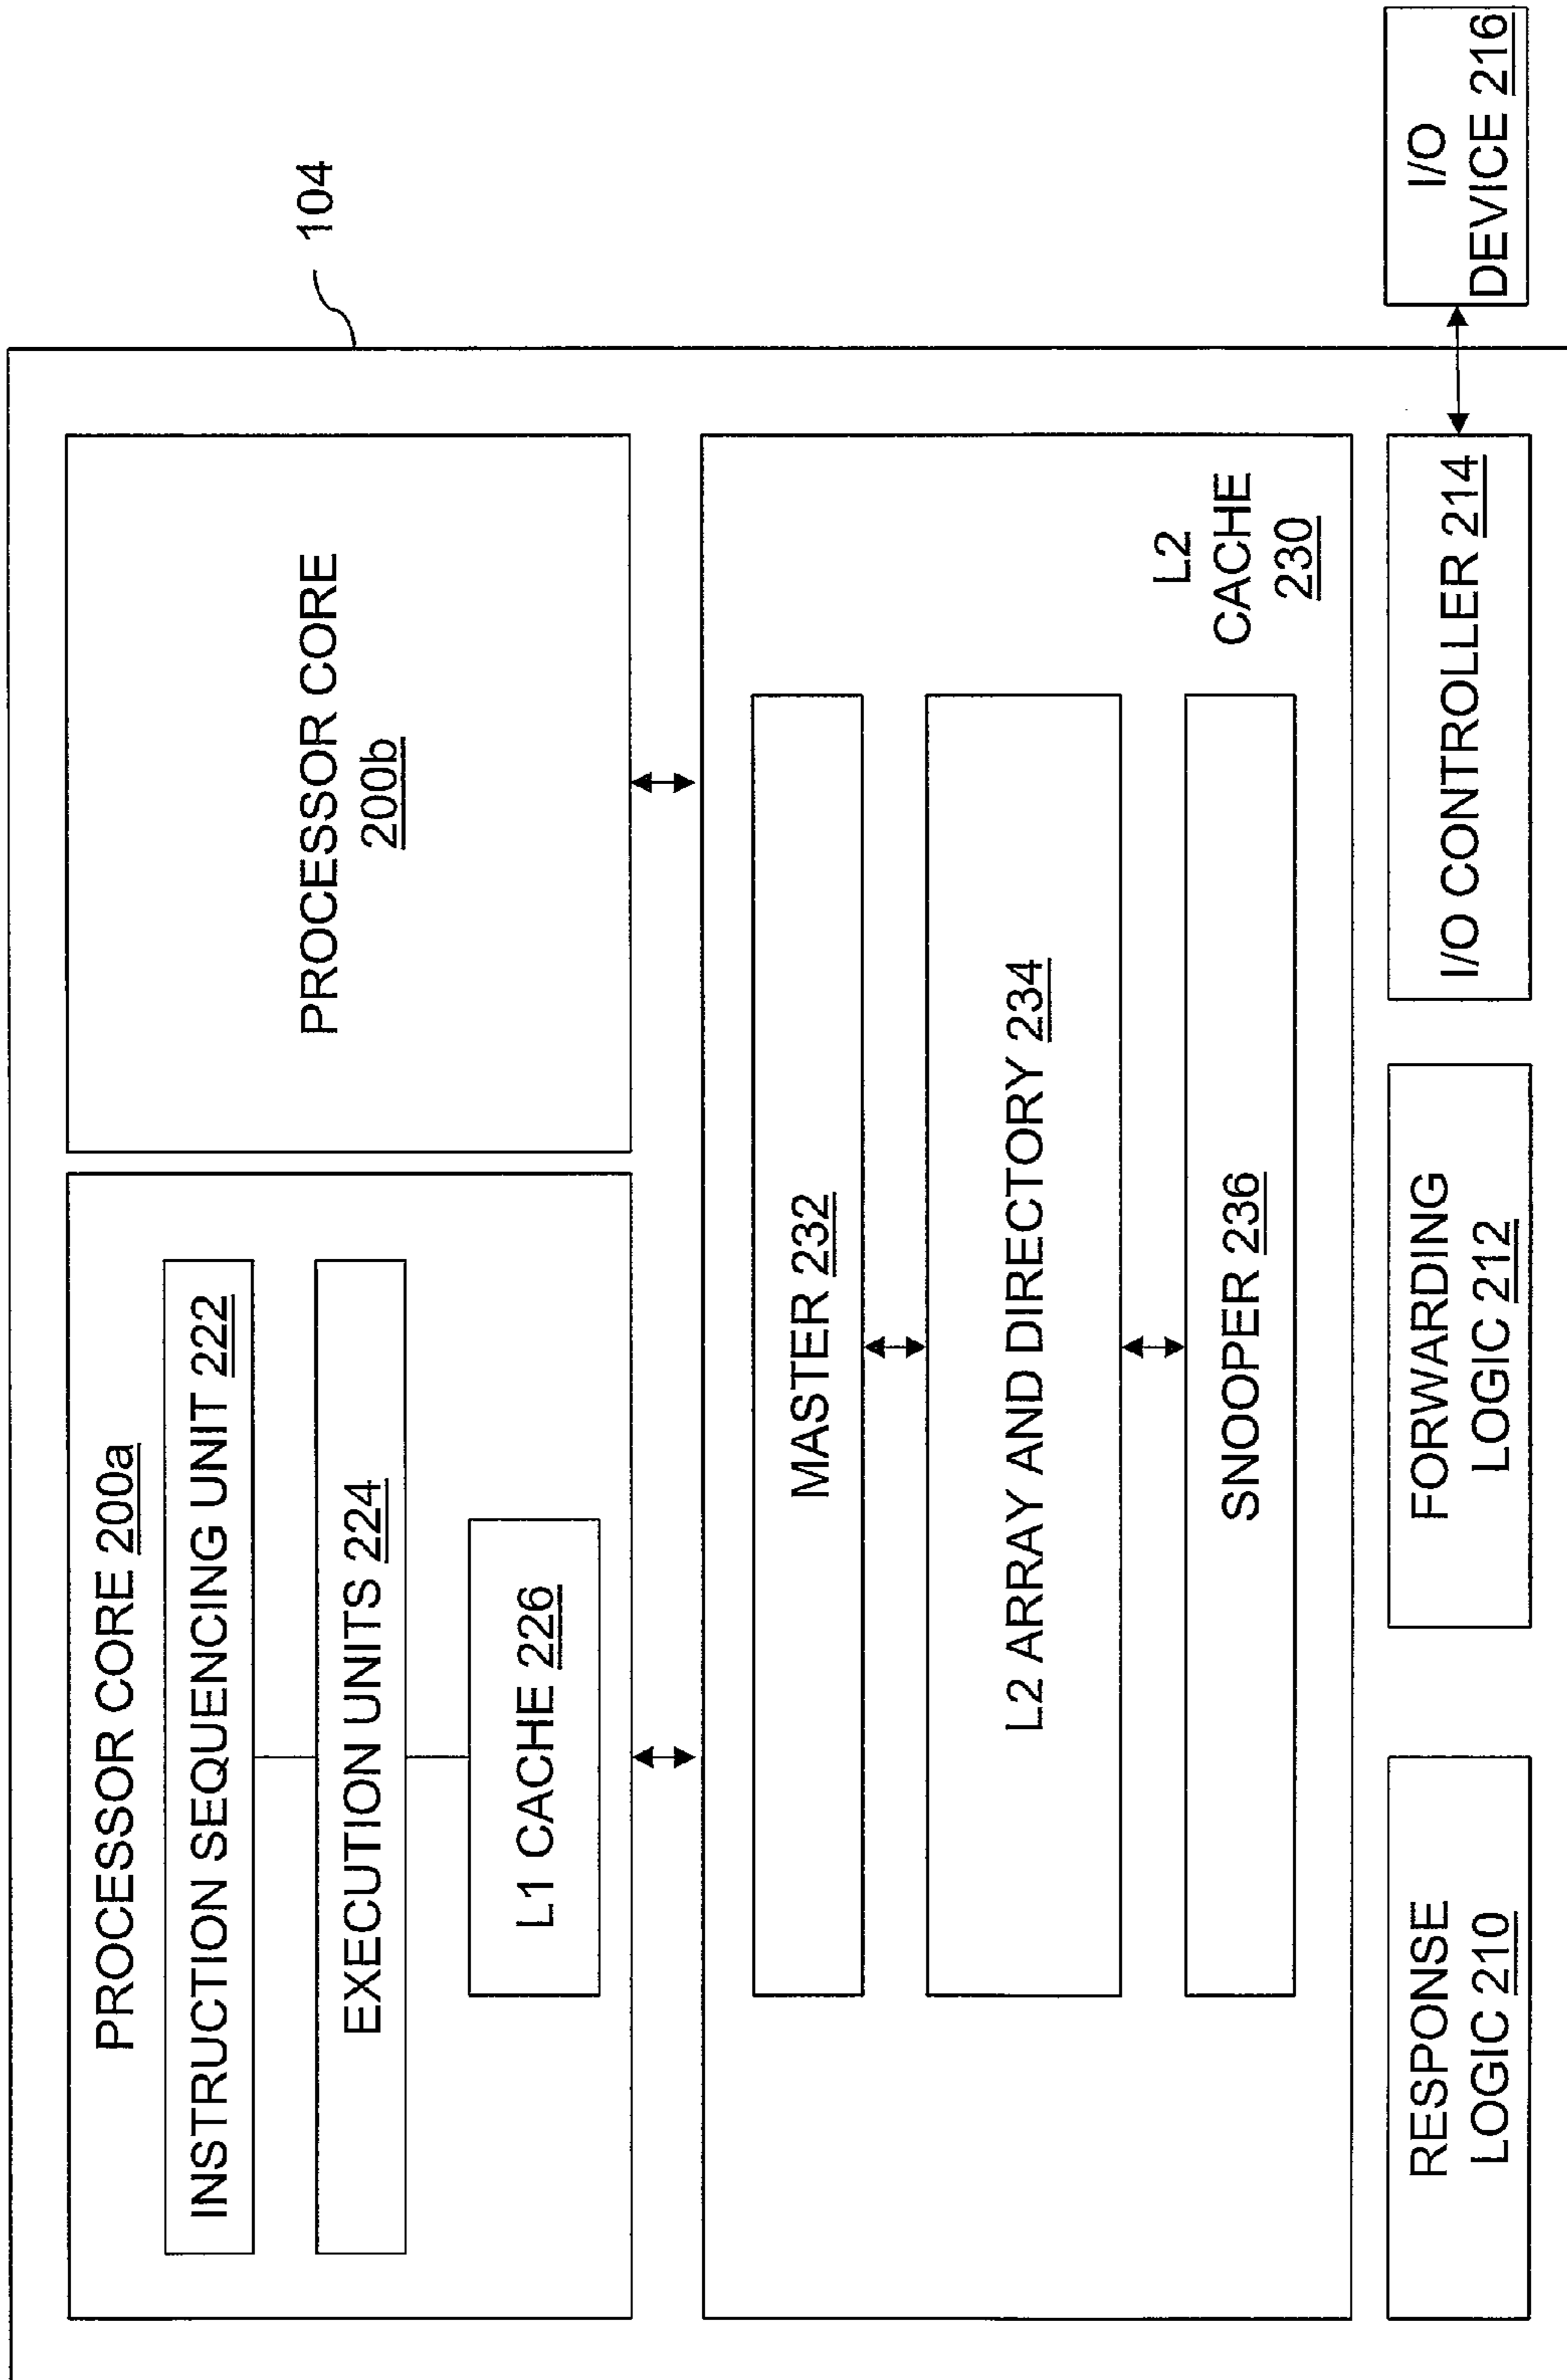 104
PROCESSOR CORE 200a
INSTRUCTION SEQUENCING UNIT 222
EXECUTION UNITS 224
L1 CACHE 226
PROCESSOR CORE
200b
MASTER 232
L2 ARRAY AND DIRECTORY 234
SNOOPER 236
L2
CACHE
230
RESPONSE
LOGIC 210
FORWARDING
LOGIC 212
I/O CONTROLLER 214
I/O
DEVICE 216